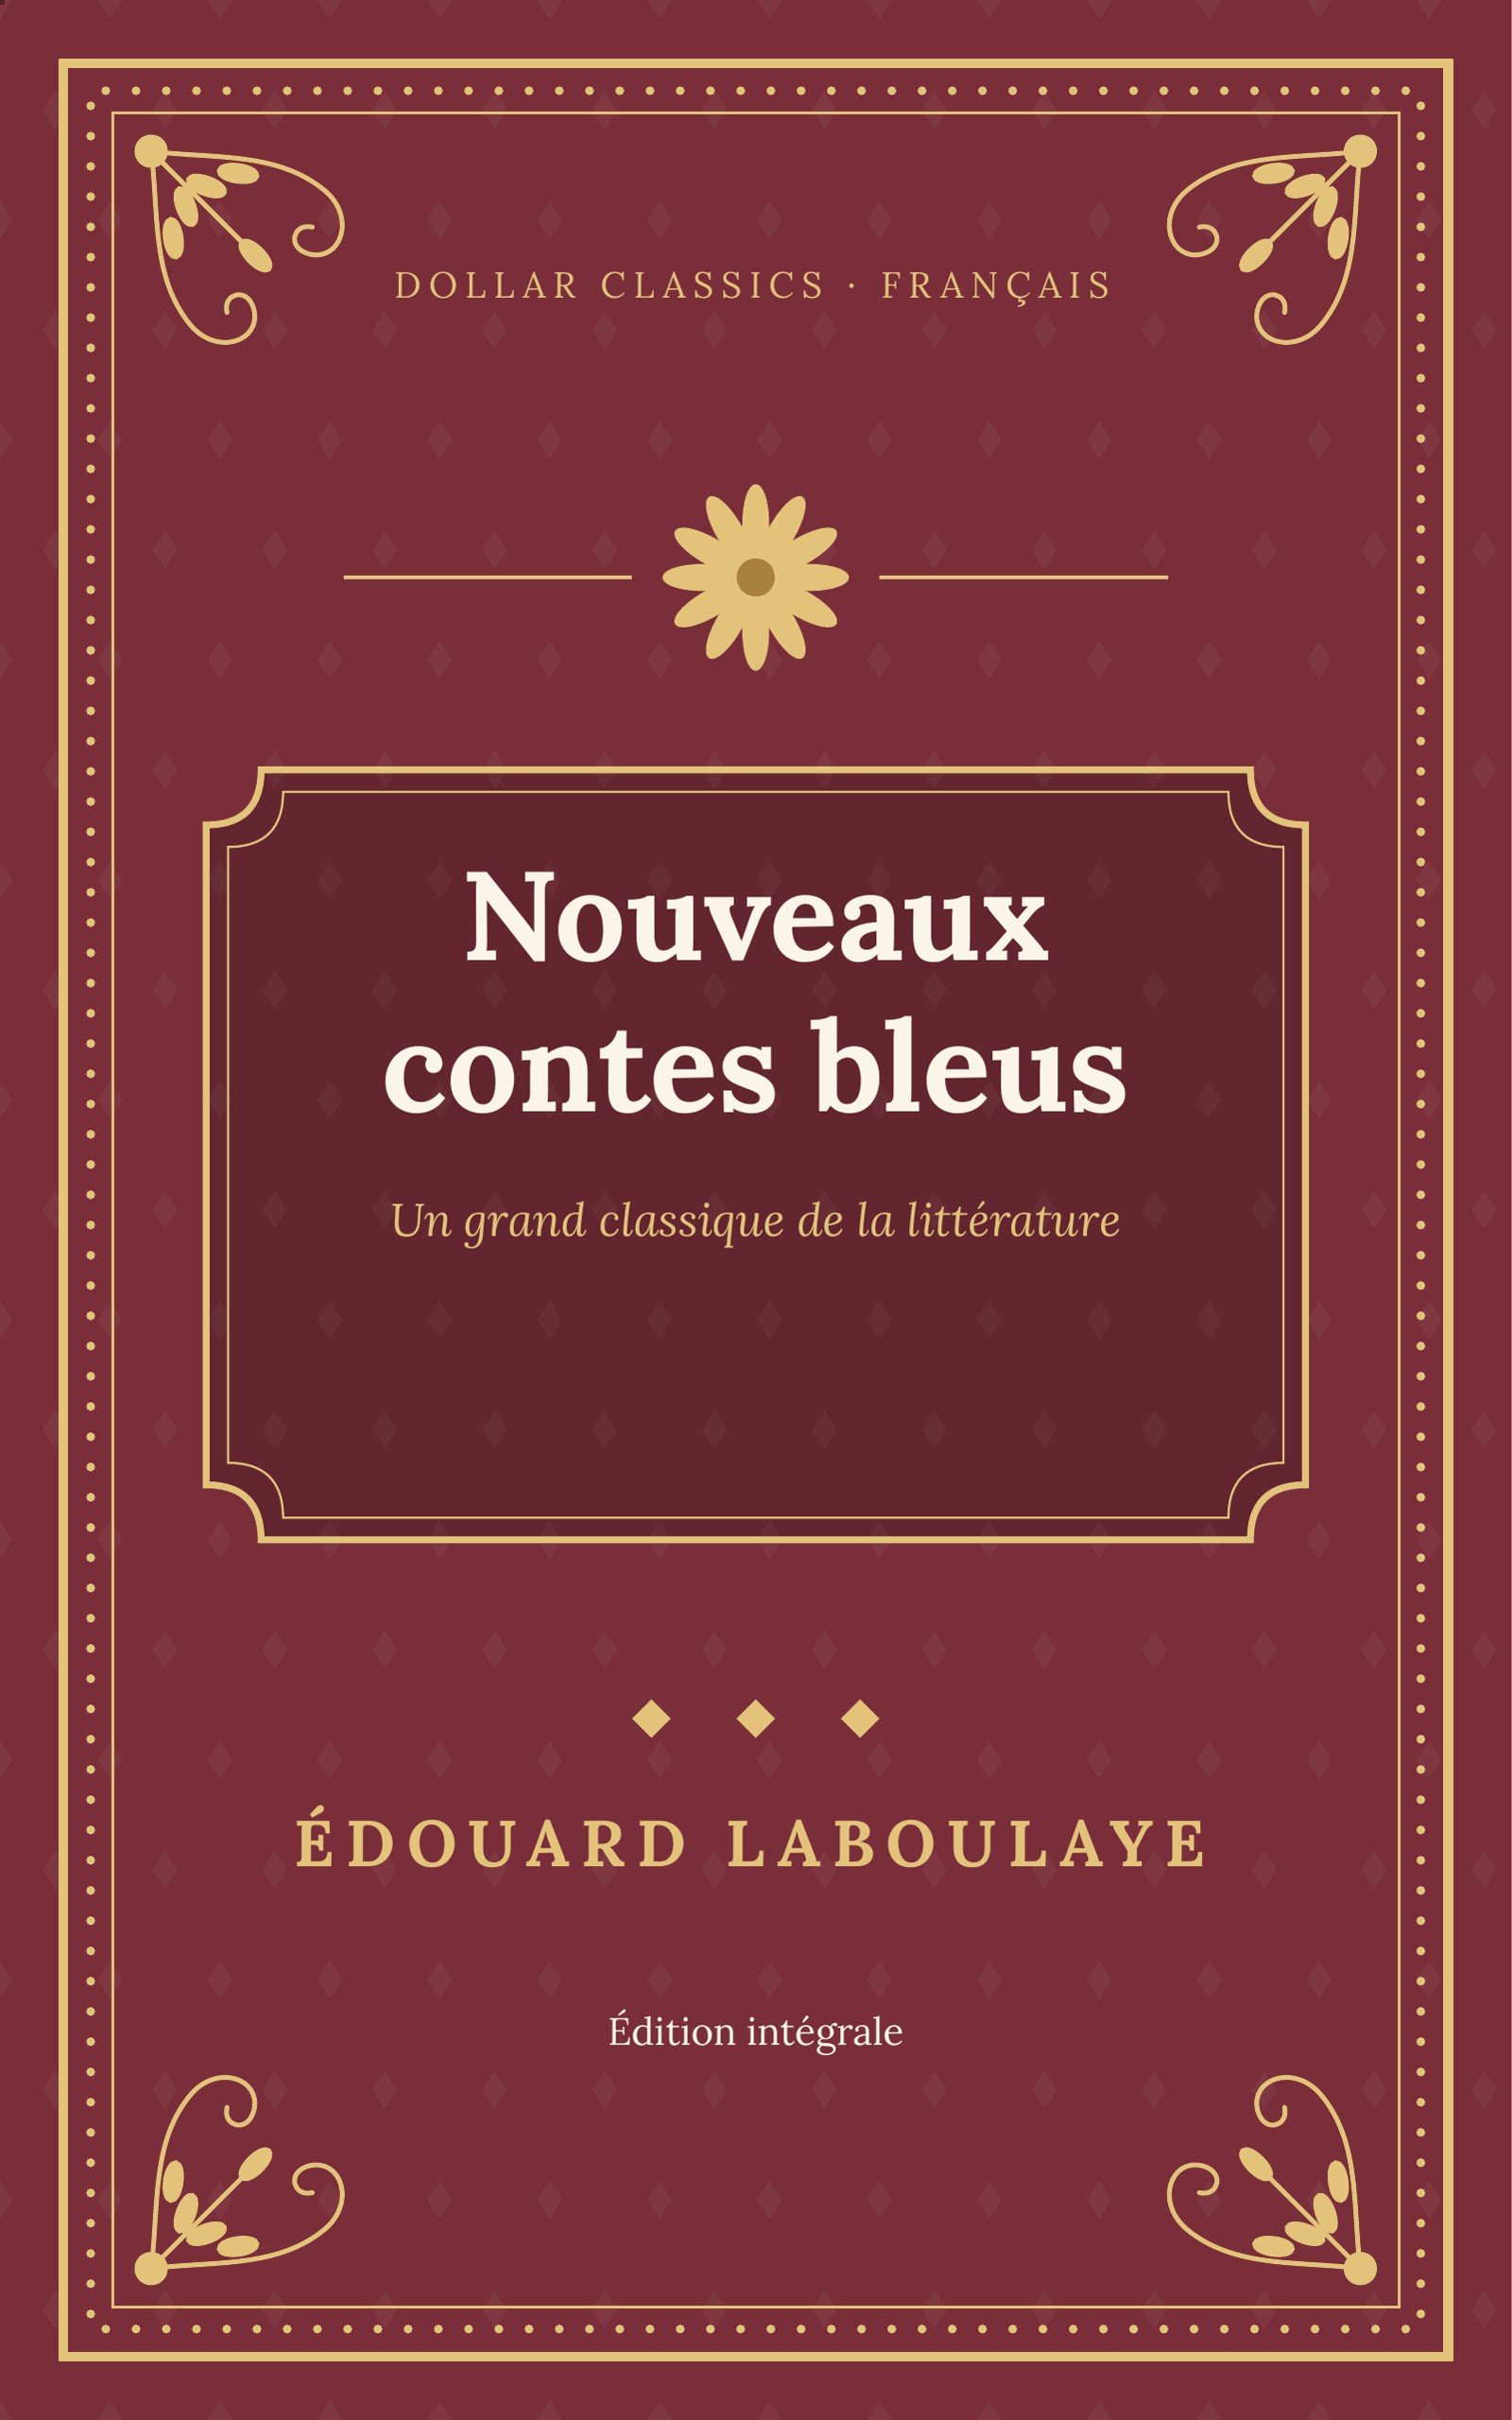 DOLLAR CLASSICS · FRANÇAIS
Nouveaux
contes bleus
Un grand classique de la littérature
ÉDOUARD LABOULAYE
Édition intégrale